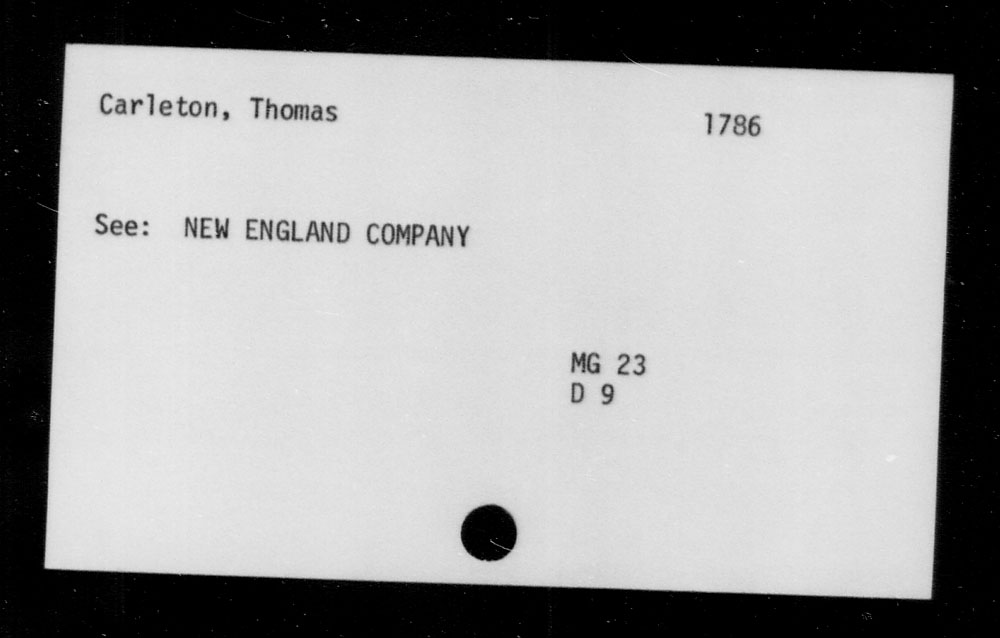 Carleton, Thomas 1786
See: NEW ENGLAND COMPANY
MG 23
D 9